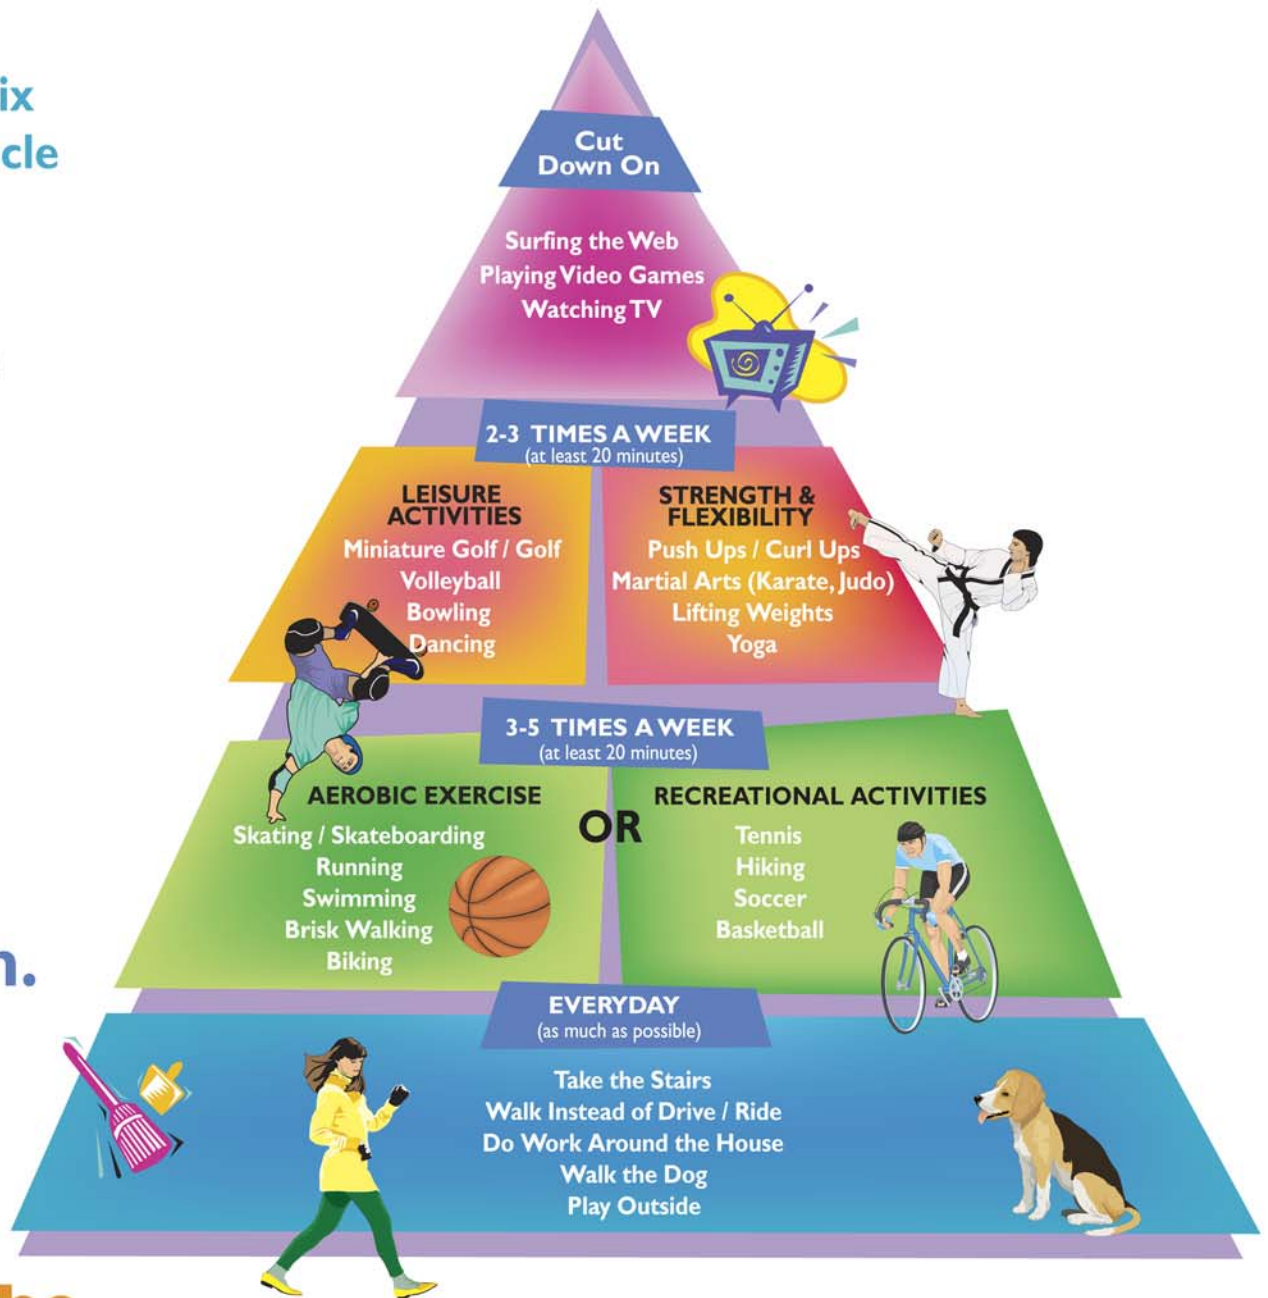 ix
cle
Cut
Down On
Surfing the Web
Playing Video Games
Watching TV
2-3 TIMES A WEEK
(at least 20 minutes)
LEISURE
ACTIVITIES
Miniature Golf / Golf
Volleyball
Bowling
Dancing
STRENGTH &
FLEXIBILITY
Push Ups / Curl Ups
Martial Arts (Karate, Judo)
Lifting Weights
Yoga
3-5 TIMES A WEEK
(at least 20 minutes)
AEROBIC EXERCISE
Skating / Skateboarding
Running
Swimming
Brisk Walking
Biking
OR
RECREATIONAL ACTIVITIES
Tennis
Hiking
Soccer
Basketball
n.
EVERYDAY
(as much as possible)
Take the Stairs
Walk Instead of Drive / Ride
Do Work Around the House
Walk the Dog
Play Outside